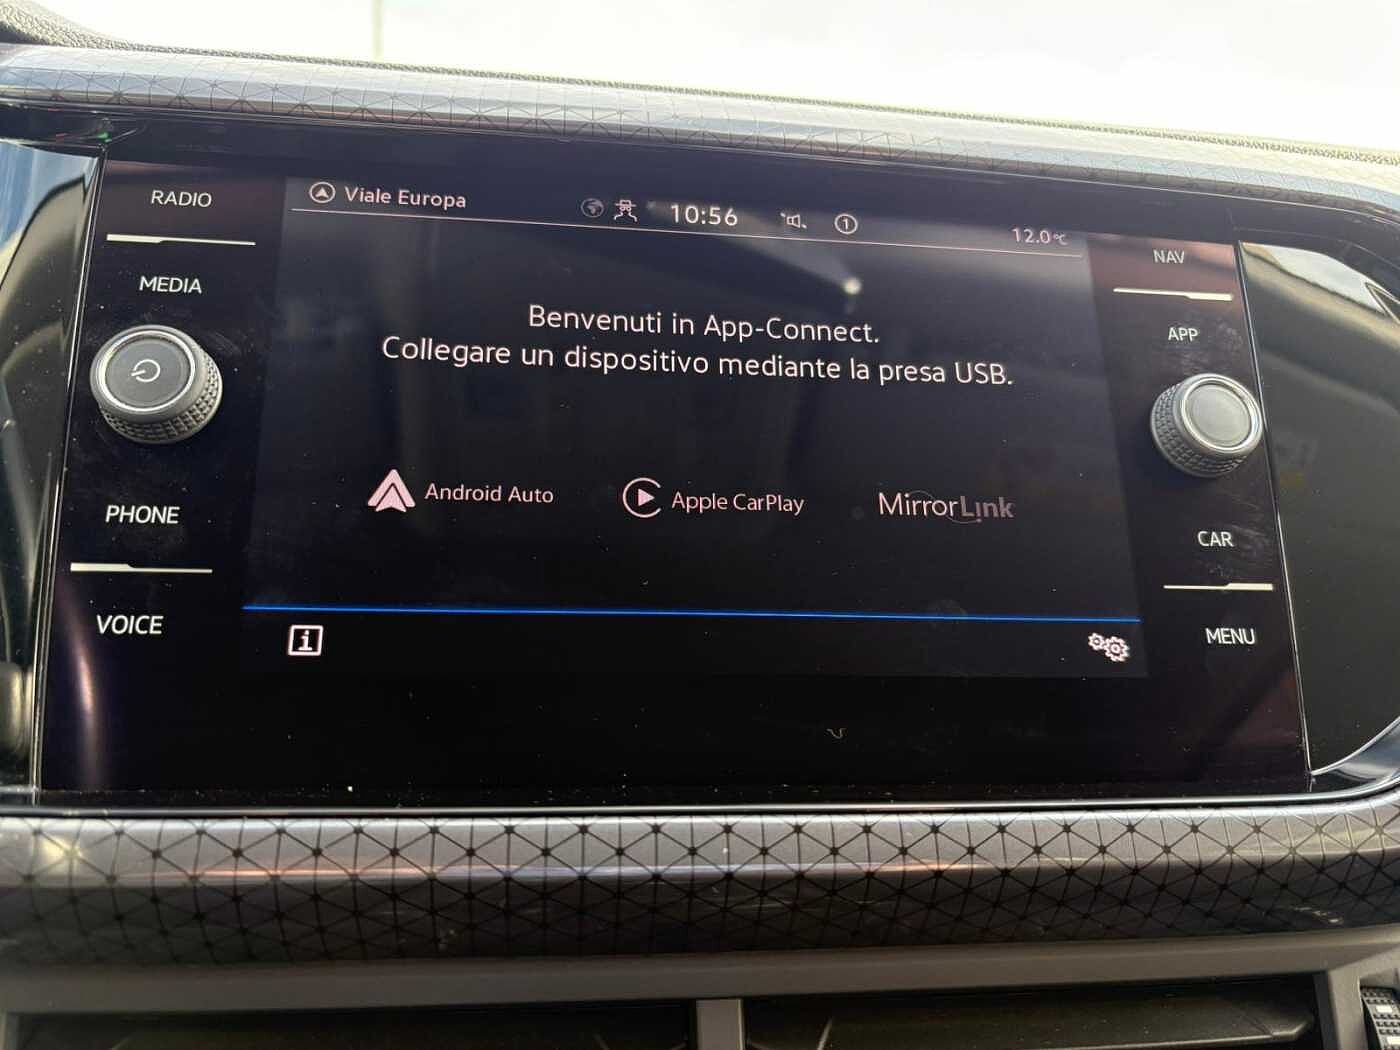 RADIO
MEDIA
PHONE
VOICE
Viale Europa
10:56
1
12.0°C
Benvenuti in App-Connect.
Collegare un dispositivo mediante la presa USB.
Android Auto
Apple CarPlay
MirrorLink
i
NAV
APP
CAR
MENU